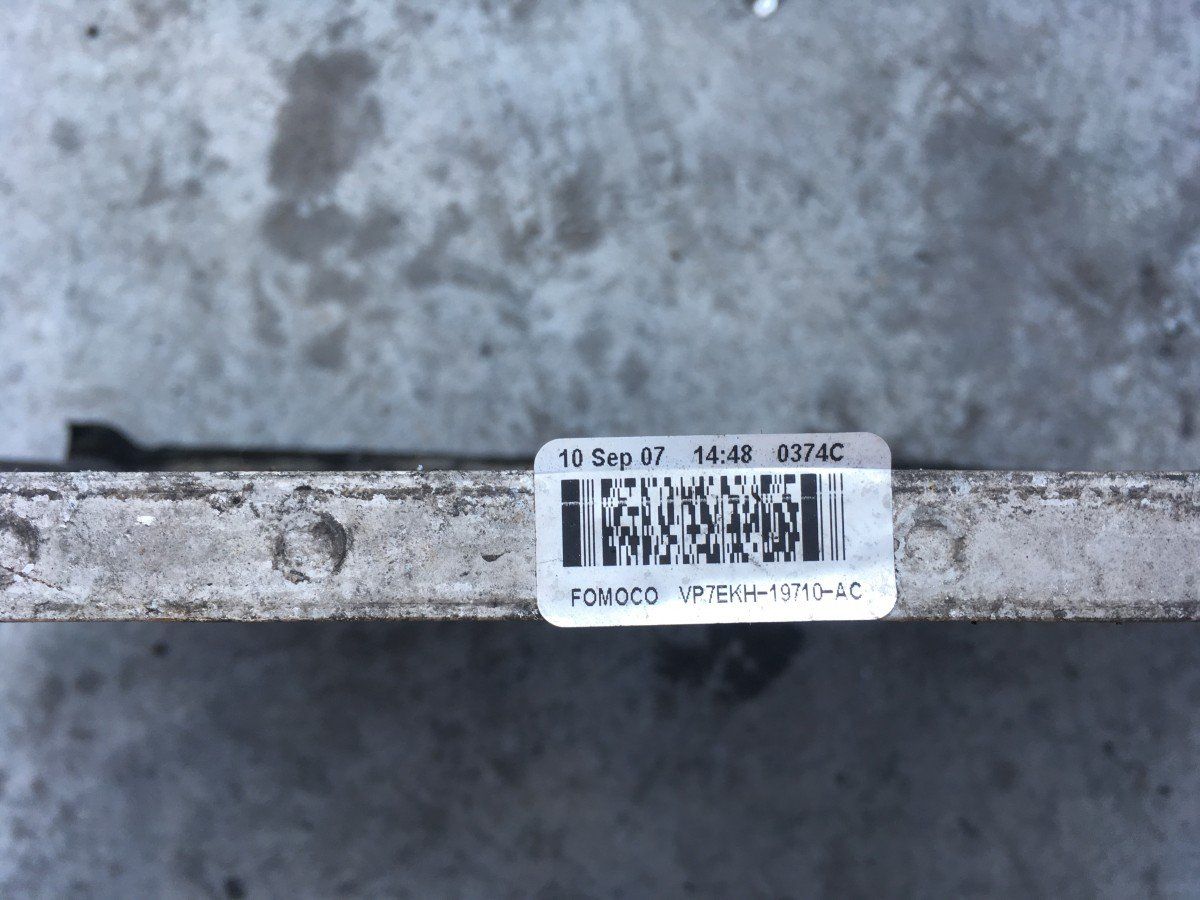 10 Sep 07 14:48 0374C
FOMOCO VP7EKH-19710-AC